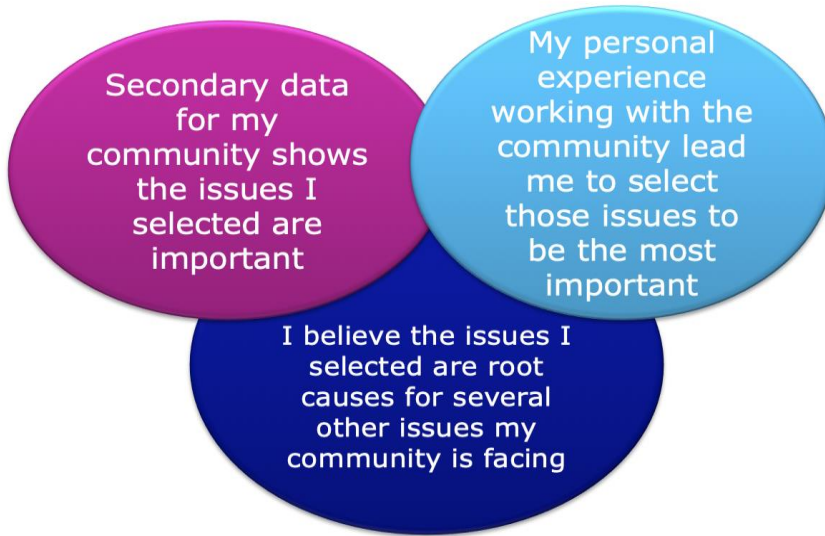 Secondary data
for my
community shows
the issues I
selected are
important
My personal
experience
working with the
community lead
me to select
those issues to
be the most
important
I believe the issues I
selected are root
causes for several
other issues my
community is facing